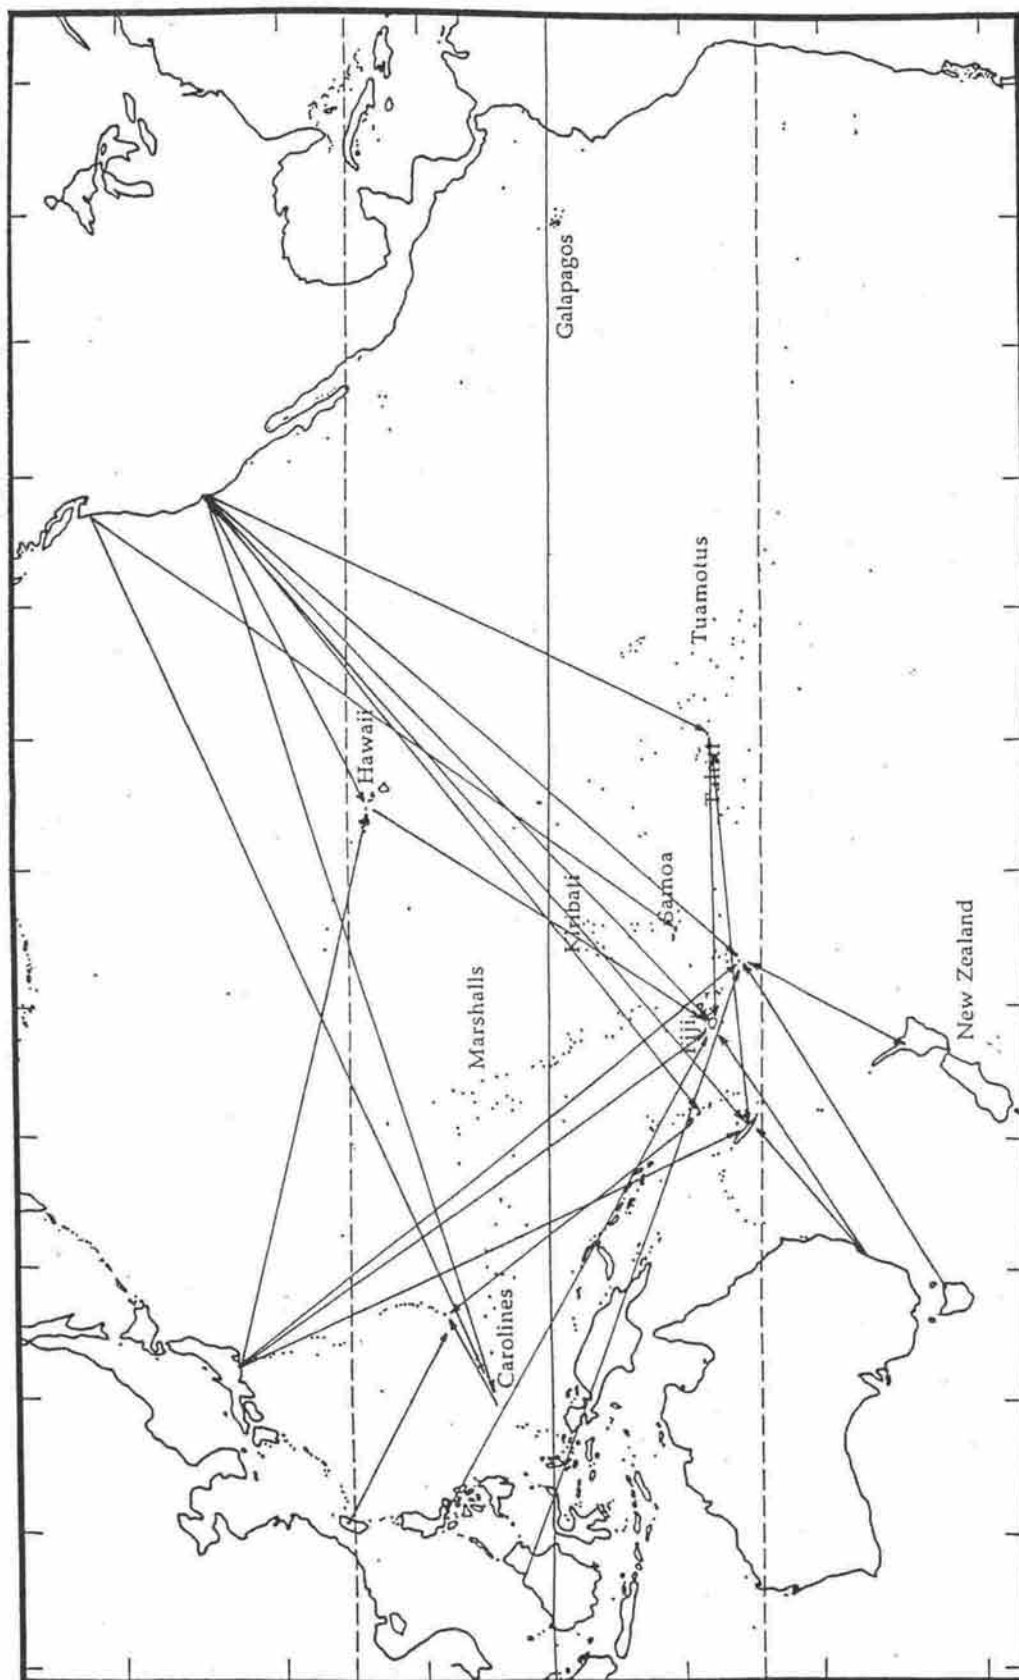 Galapagos
Tuamotus
Hawaii
Tahiti
Samoa
Kiribati
Marshalls
Fiji
New Zealand
Carolines